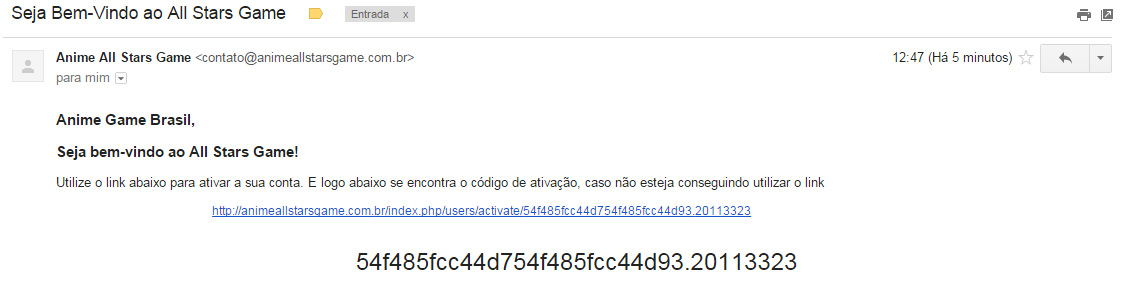 Seja Bem-Vindo ao All Stars Game Entrada x
Anime All Stars Game <contato@animeallstarsgame.com.br> 12:47 (Há 5 minutos)
para mim
Anime Game Brasil,
Seja bem-vindo ao All Stars Game!
Utilize o link abaixo para ativar a sua conta. E logo abaixo se encontra o código de ativação, caso não esteja conseguindo utilizar o link
http://animeallstarsgame.com.br/index.php/users/activate/54f485fcc44d754f485fcc44d93.20113323
54f485fcc44d754f485fcc44d93.20113323